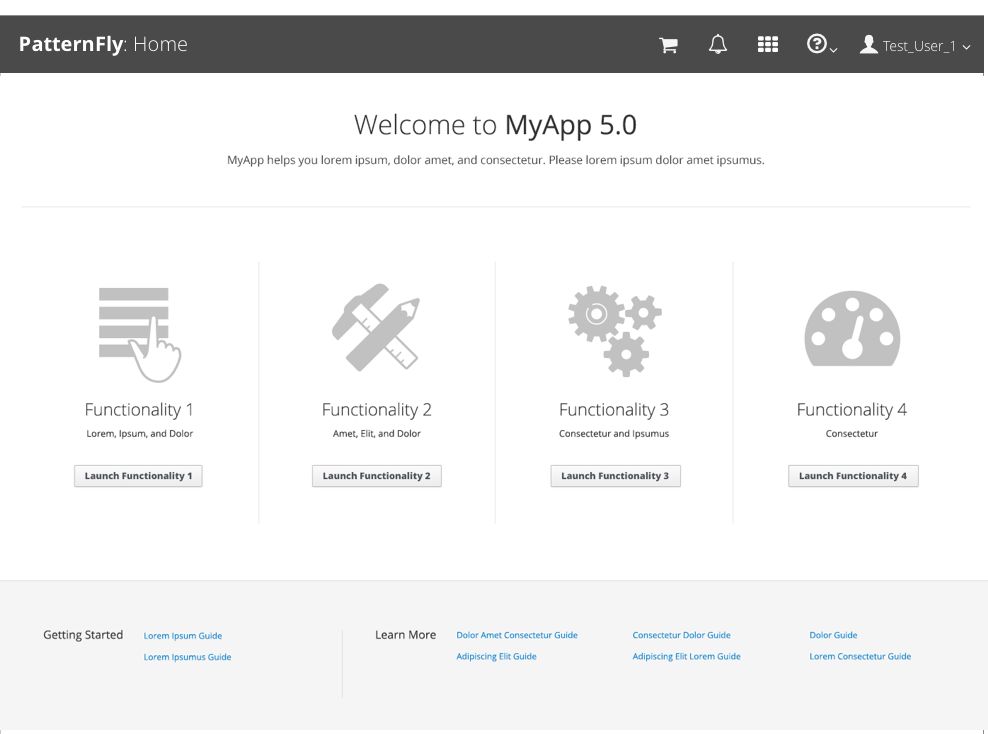 PatternFly: Home
Test_User_1
Welcome to MyApp 5.0
MyApp helps you lorem ipsum, dolor amet, and consectetur. Please lorem ipsum dolor amet ipsumus.
Functionality 1
Lorem, Ipsum, and Dolor
Launch Functionality 1
Functionality 2
Amet, Elit, and Dolor
Launch Functionality 2
Functionality 3
Consectetur and Ipsumus
Launch Functionality 3
Functionality 4
Consectetur
Launch Functionality 4
Getting Started
Lorem Ipsum Guide
Lorem Ipsumus Guide
Learn More
Dolor Amet Consectetur Guide
Adipiscing Elit Guide
Consectetur Dolor Guide
Adipiscing Elit Lorem Guide
Dolor Guide
Lorem Consectetur Guide